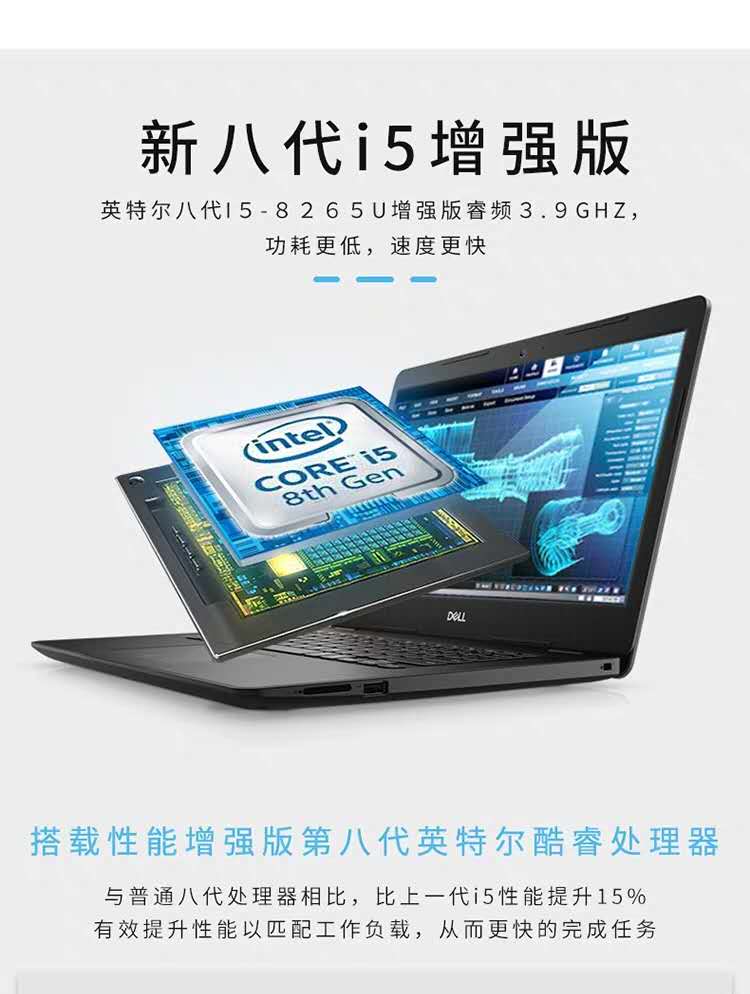 新八代i5增强版
英特尔八代I5-8265U增强版睿频3.9GHZ，
功耗更低，速度更快
intel
CORE™ i5
8th Gen
DELL
搭载性能增强版第八代英特尔酷睿处理器
与普通八代处理器相比，比上一代i5性能提升15%
有效提升性能以匹配工作负载，从而更快的完成任务